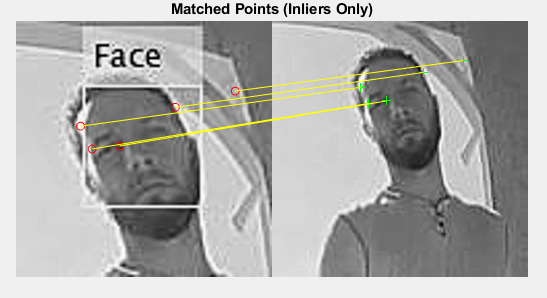 Matched Points (Inliers Only)
Face